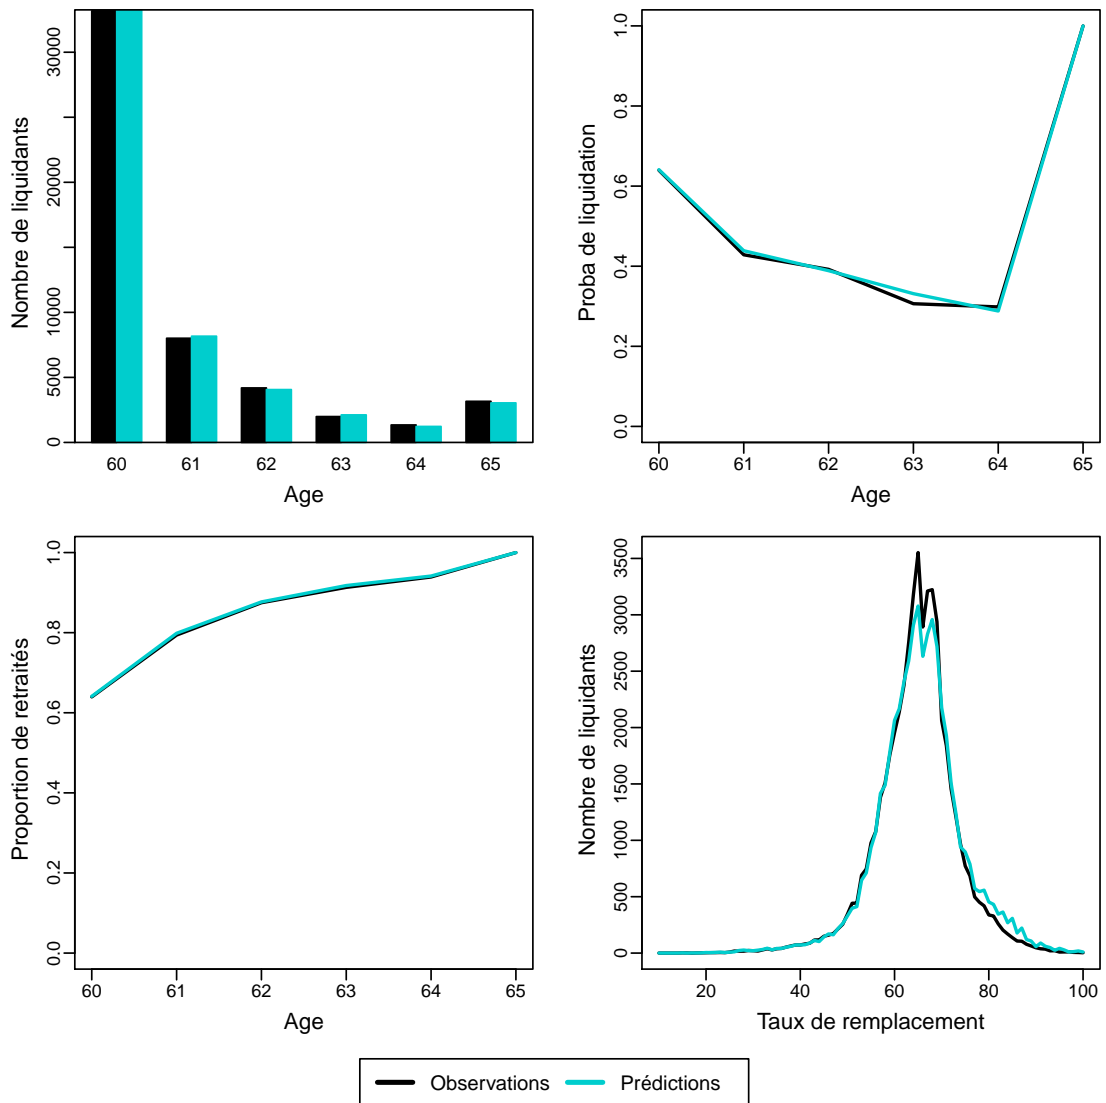 Nombre de liquidants
0
5000
10000
20000
30000
60 61 62 63 64 65
Age
Proba de liquidation
0.0
0.2
0.4
0.6
0.8
1.0
60 61 62 63 64 65
Age
Proportion de retraités
0.0
0.2
0.4
0.6
0.8
1.0
60 61 62 63 64 65
Age
Nombre de liquidants
0
500
1000
1500
2000
2500
3000
3500
20 40 60 80 100
Taux de remplacement
Observations Prédictions